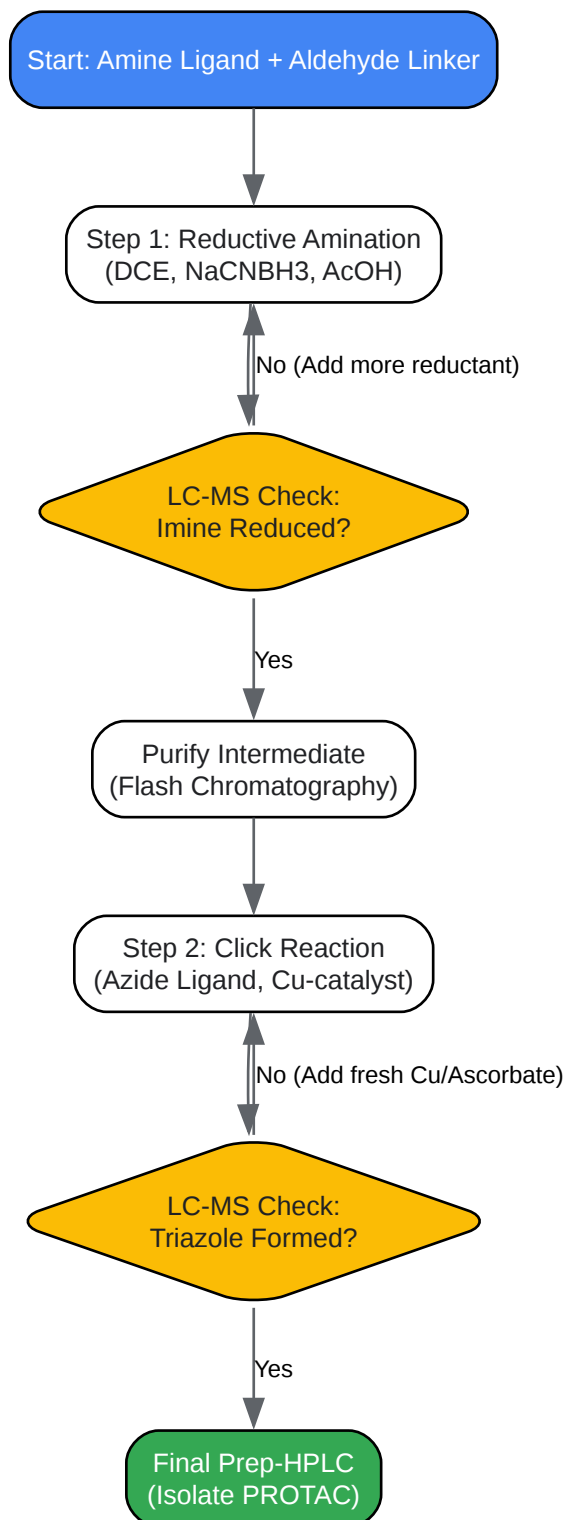 Start: Amine Ligand + Aldehyde Linker
Step 1: Reductive Amination
(DCE, NaCNBH3, AcOH)
No (Add more reductant)
LC-MS Check:
Imine Reduced?
Yes
Purify Intermediate
(Flash Chromatography)
Step 2: Click Reaction
(Azide Ligand, Cu-catalyst)
No (Add fresh Cu/Ascorbate)
LC-MS Check:
Triazole Formed?
Yes
Final Prep-HPLC
(Isolate PROTAC)